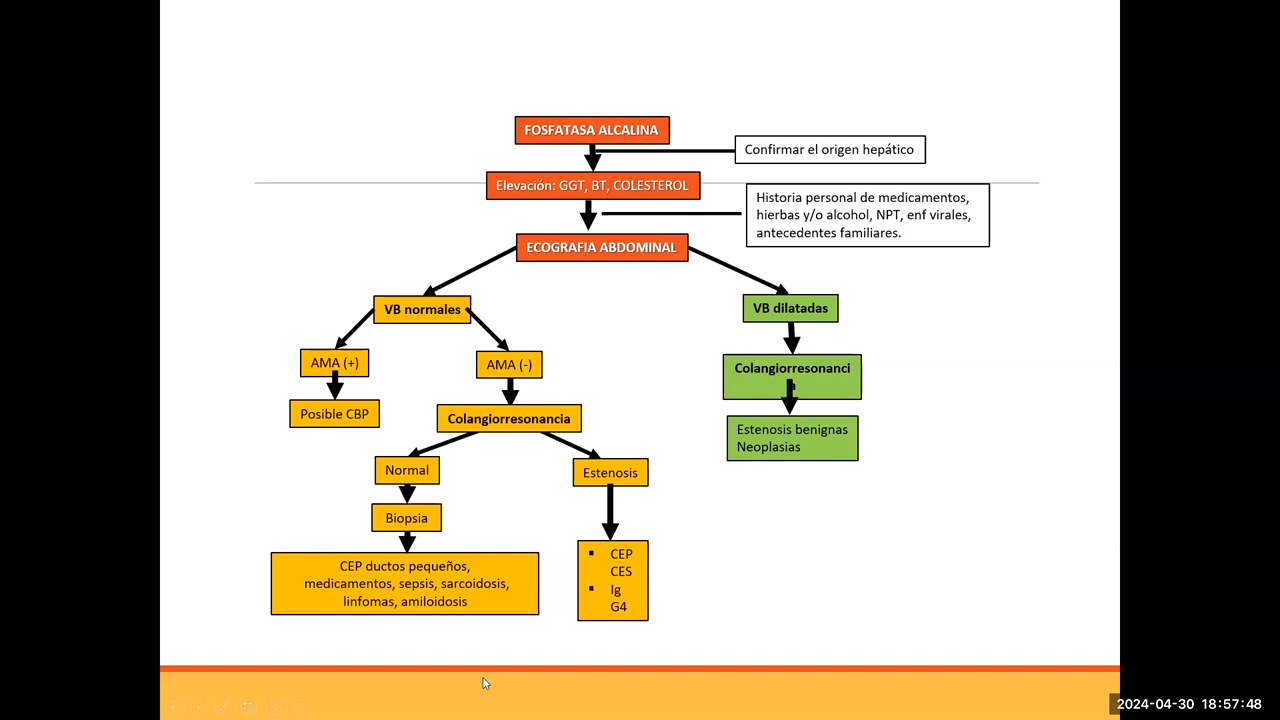 FOSFATASA ALCALINA
Confirmar el origen hepático
Elevación: GGT, BT, COLESTEROL
Historia personal de medicamentos,
hierbas y/o alcohol, NPT, enf virales,
antecedentes familiares.
ECOGRAFIA ABDOMINAL
VB normales
VB dilatadas
AMA (+)
AMA (-)
Colangiorresonanci
a
Posible CBP
Colangiorresonancia
Estenosis benignas
Neoplasias
Normal
Estenosis
Biopsia
CEP ductos pequeños,
medicamentos, sepsis, sarcoidosis,
linfomas, amiloidosis
▪ CEP
CES
▪ Ig
G4
2024-04-30 18:57:48